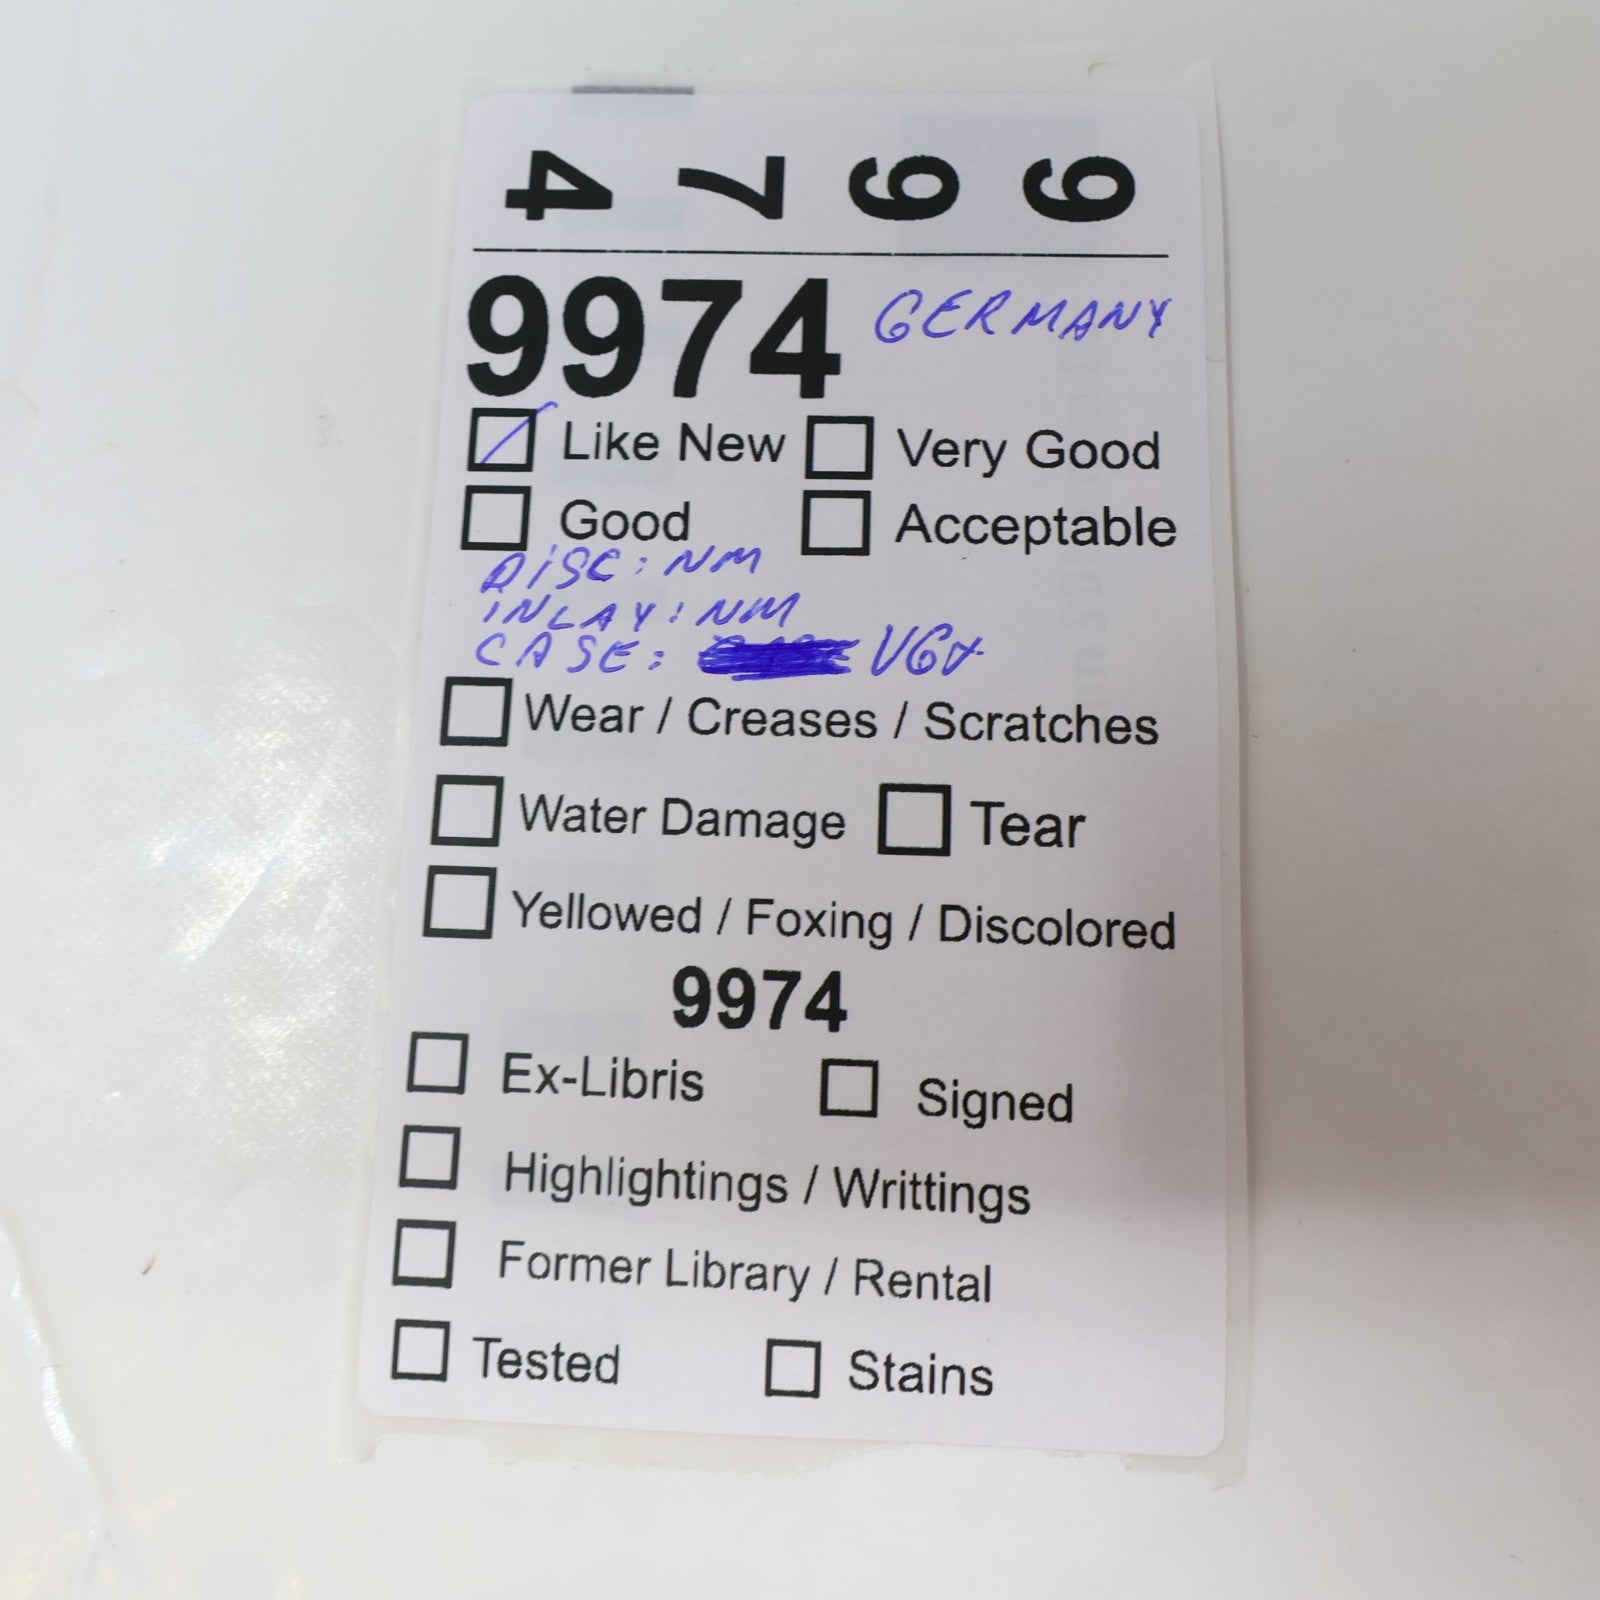 9974
9974 GERMANY
Like New Very Good
Good Acceptable
DISC: NM
INLAY: NM
CASE: VG+
Wear / Creases / Scratches
Water Damage Tear
Yellowed / Foxing / Discolored
9974
Ex-Libris Signed
Highlightings / Writtings
Former Library / Rental
Tested Stains